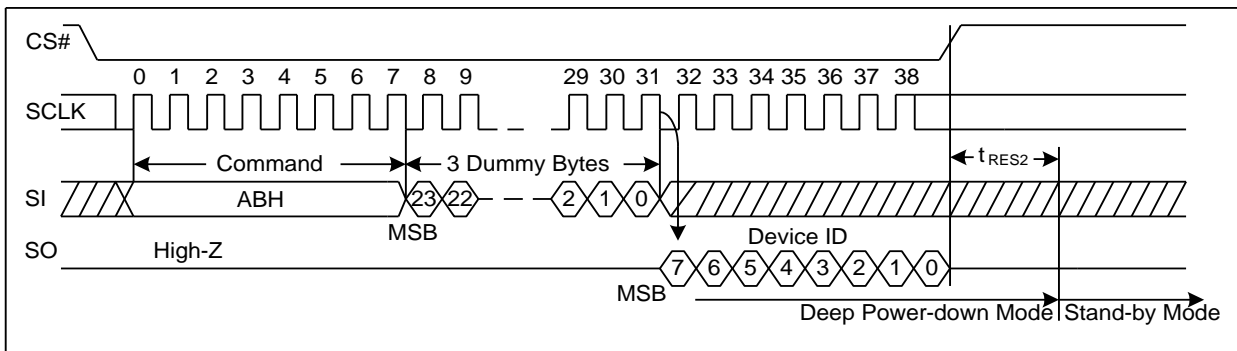 CS#
0 1 2 3 4 5 6 7 8 9 29 30 31 32 33 34 35 36 37 38
SCLK
Command 3 Dummy Bytes tRES2
SI ABH 23 22 2 1 0
MSB
SO High-Z Device ID
7 6 5 4 3 2 1 0
MSB
Deep Power-down Mode Stand-by Mode